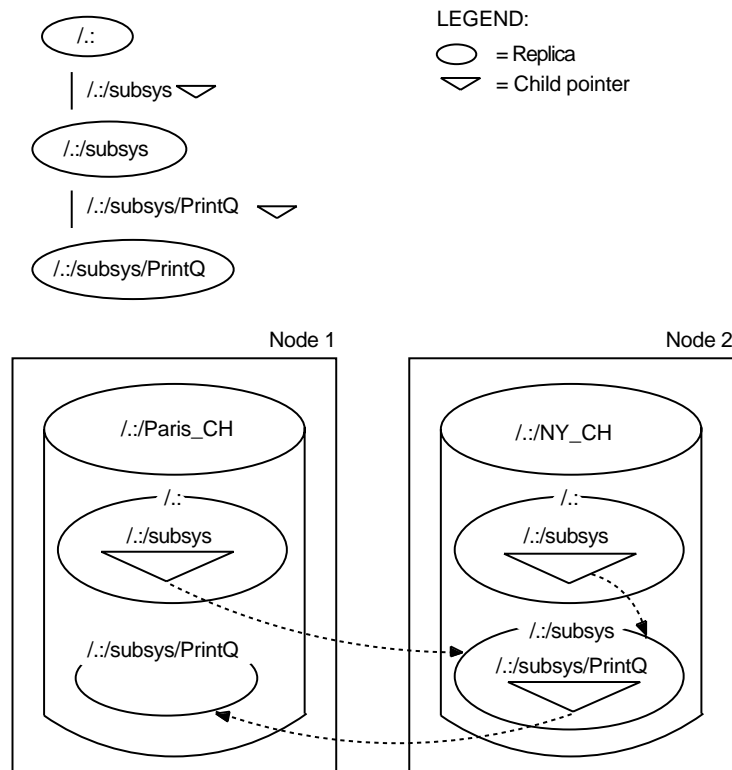 /.:
/.:/subsys
/.:/subsys
/.:/subsys/PrintQ
/.:/subsys/PrintQ
LEGEND:
= Replica
= Child pointer
Node 1
/.:/Paris_CH
/.:
/.:/subsys
/.:/subsys/PrintQ
Node 2
/.:/NY_CH
/.:
/.:/subsys
/.:/subsys
/.:/subsys/PrintQ